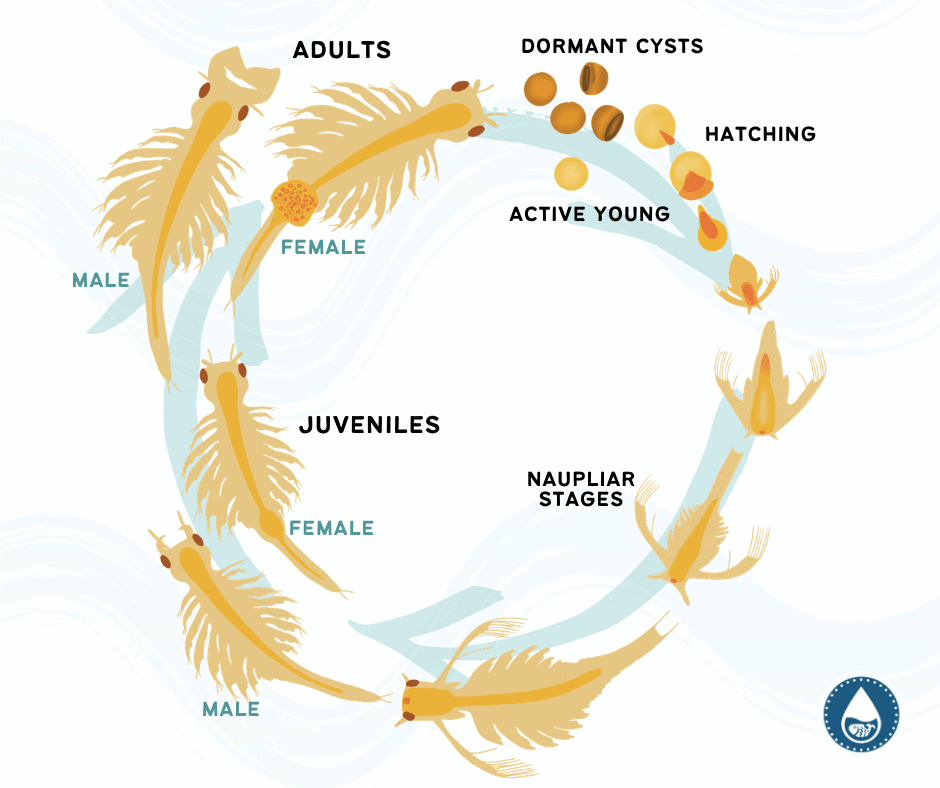 ADULTS
DORMANT CYSTS
HATCHING
ACTIVE YOUNG
FEMALE
MALE
JUVENILES
NAUPLIAR
STAGES
FEMALE
MALE